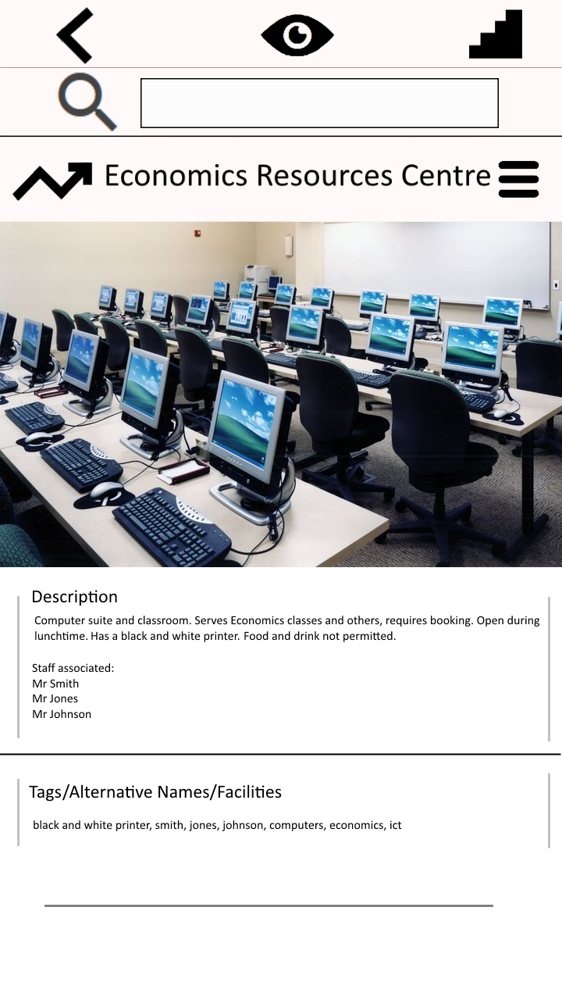 Economics Resources Centre
Description
Computer suite and classroom. Serves Economics classes and others, requires booking. Open during
lunchtime. Has a black and white printer. Food and drink not permitted.
Staff associated:
Mr Smith
Mr Jones
Mr Johnson
Tags/Alternative Names/Facilities
black and white printer, smith, jones, johnson, computers, economics, ict